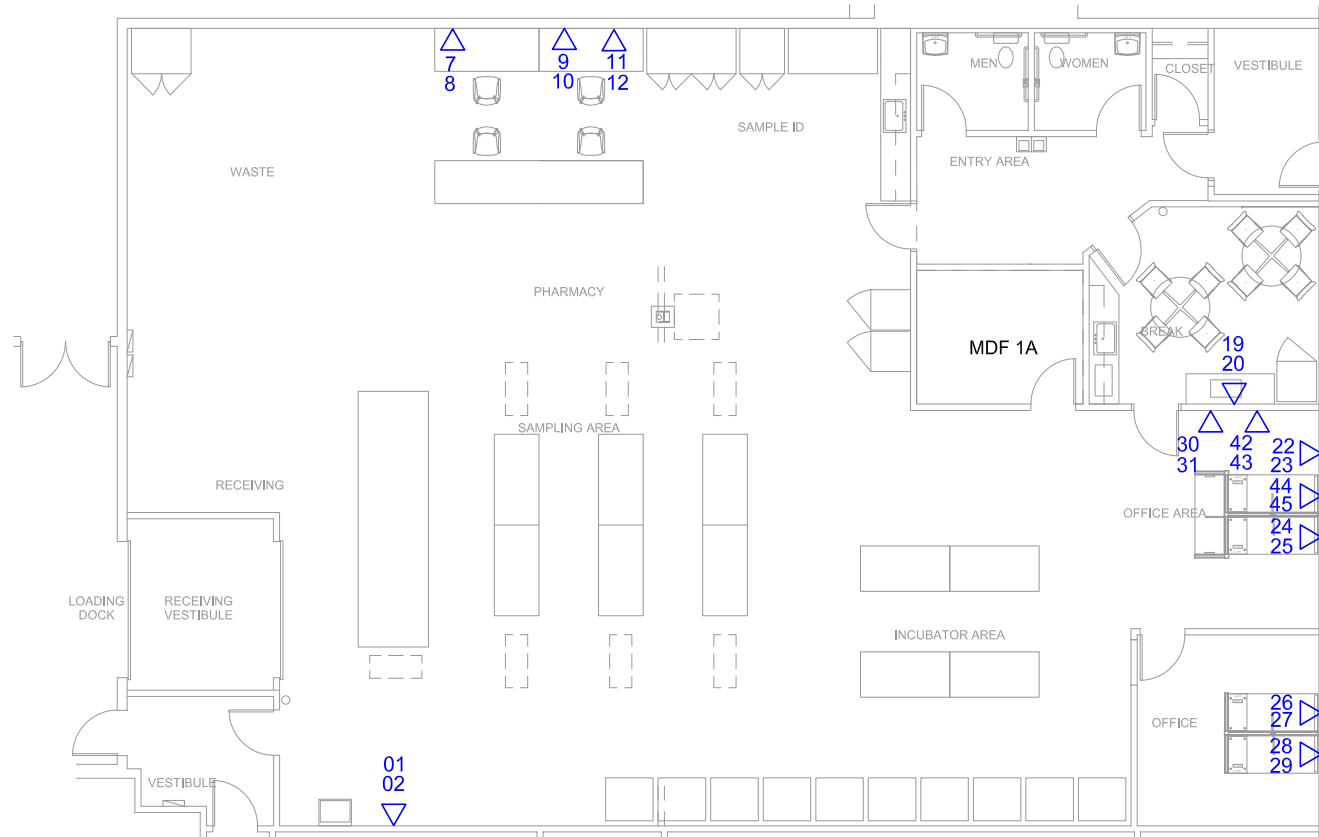 7
8
9
10
11
12
MEN
WOMEN
CLOSET
VESTIBULE
SAMPLE ID
ENTRY AREA
WASTE
PHARMACY
BREAK
19
20
MDF 1A
SAMPLING AREA
30
31
42
43
22
23
RECEIVING
44
45
OFFICE AREA
24
25
LOADING
DOCK
RECEIVING
VESTIBULE
INCUBATOR AREA
26
27
OFFICE
28
29
01
02
VESTIBULE